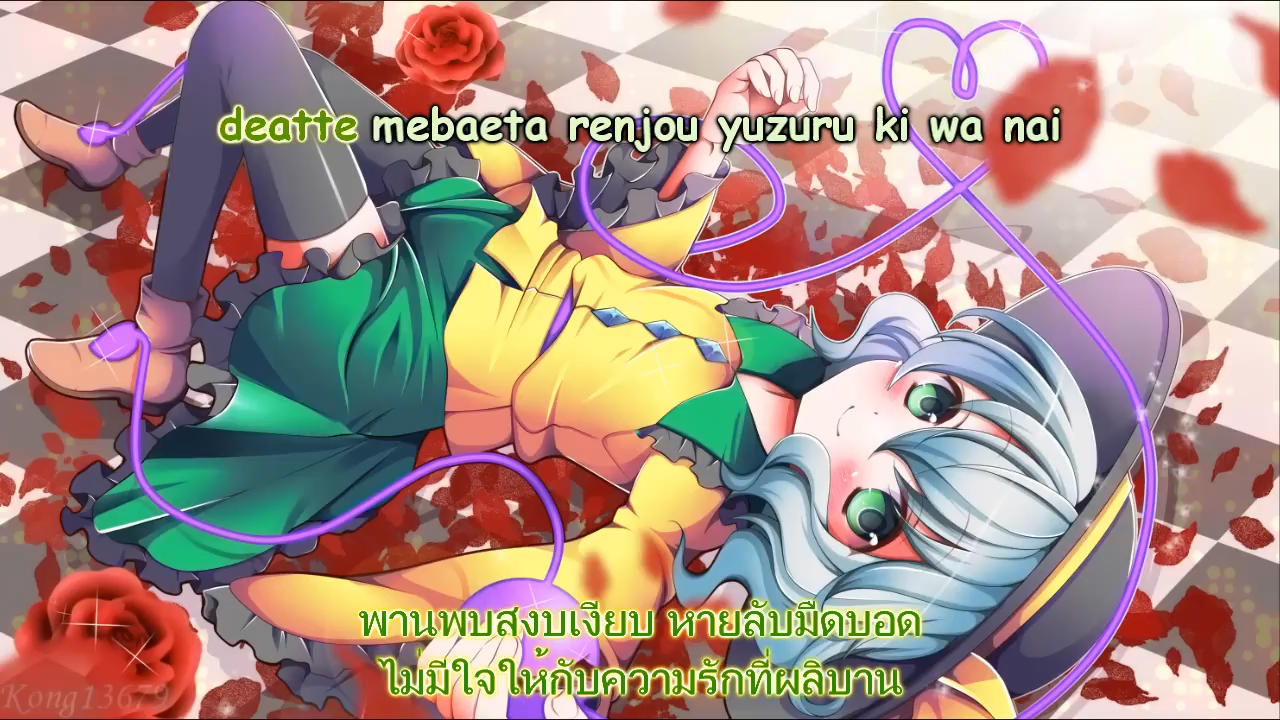 deatte mebaeta renjou yuzuru ki wa nai
พานพบสงบเงียบ หายลับมืดบอด
ไม่มีใจให้กับความรักที่ผลิบาน
Kong13679